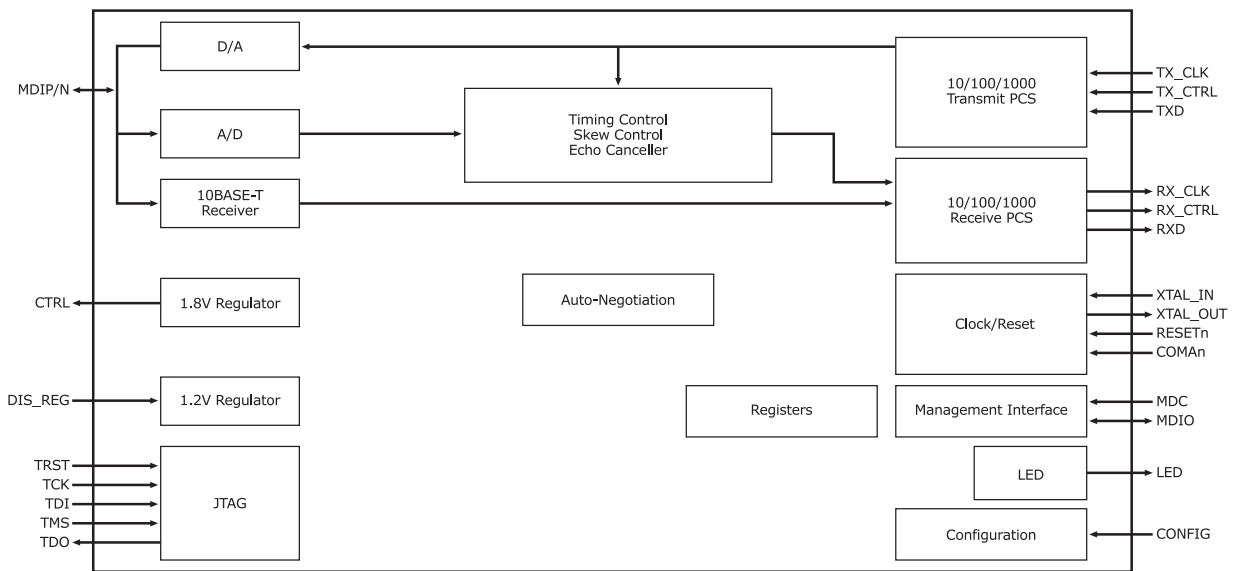 D/A
MDIP/N
A/D
10BASE-T
Receiver
Timing Control
Skew Control
Echo Canceller
10/100/1000
Transmit PCS
TX_CLK
TX_CTRL
TXD
10/100/1000
Receive PCS
RX_CLK
RX_CTRL
RXD
CTRL
1.8V Regulator
Auto-Negotiation
Clock/Reset
XTAL_IN
XTAL_OUT
RESETn
COMAn
DIS_REG
1.2V Regulator
Registers
Management Interface
MDC
MDIO
TRST
TCK
TDI
TMS
TDO
JTAG
LED
LED
Configuration
CONFIG